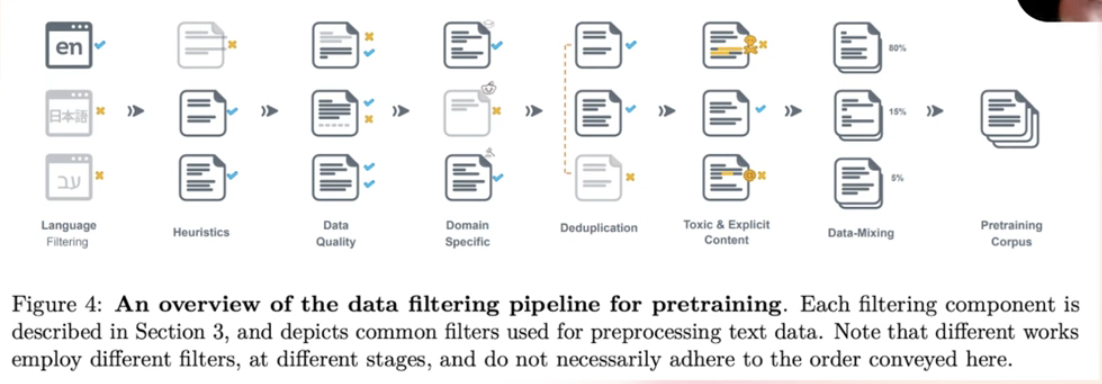 en
日本語
עב
80%
15%
5%
Language
Filtering
Heuristics
Data
Quality
Domain
Specific
Deduplication
Toxic & Explicit
Content
Data-Mixing
Pretraining
Corpus
Figure 4: An overview of the data filtering pipeline for pretraining. Each filtering component is
described in Section 3, and depicts common filters used for preprocessing text data. Note that different works
employ different filters, at different stages, and do not necessarily adhere to the order conveyed here.